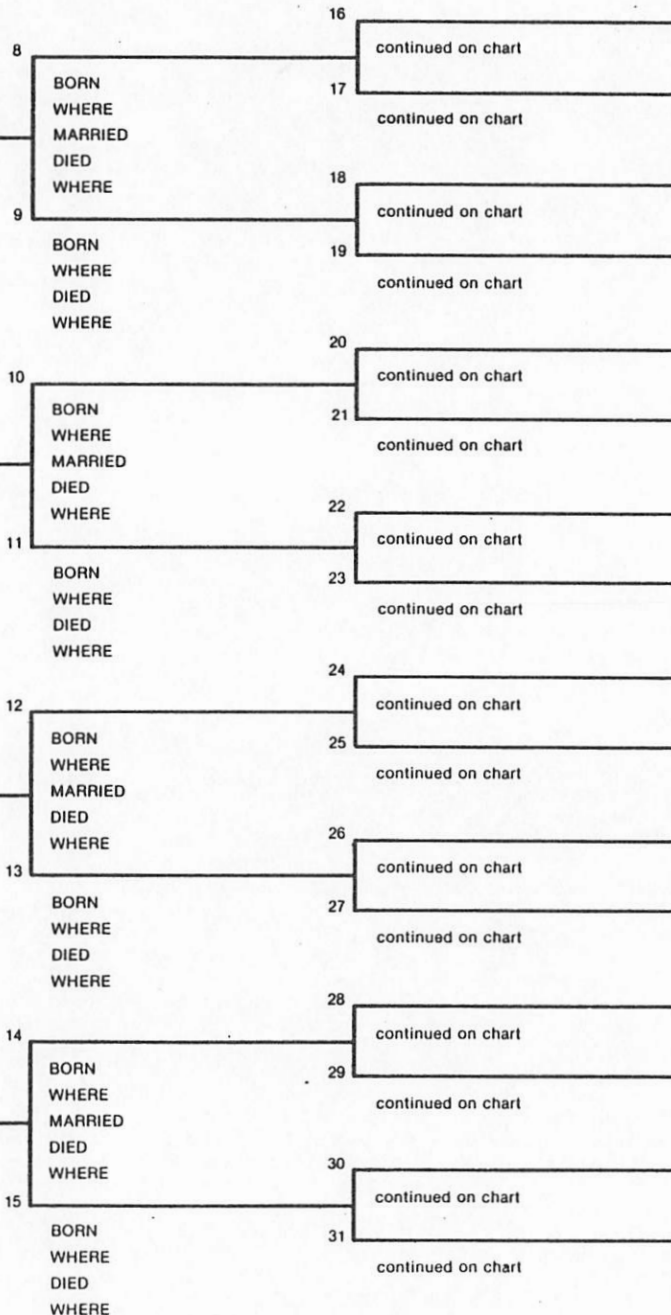 16
continued on chart
8
17
BORN
WHERE
continued on chart
MARRIED
DIED
WHERE
18
continued on chart
9
19
BORN
WHERE
continued on chart
DIED
WHERE
20
continued on chart
10
21
BORN
WHERE
continued on chart
MARRIED
DIED
WHERE
22
continued on chart
11
23
BORN
WHERE
continued on chart
DIED
WHERE
24
continued on chart
12
25
BORN
WHERE
continued on chart
MARRIED
DIED
WHERE
26
continued on chart
13
27
BORN
WHERE
continued on chart
DIED
WHERE
28
continued on chart
14
29
BORN
WHERE
continued on chart
MARRIED
DIED
WHERE
30
continued on chart
15
31
BORN
WHERE
continued on chart
DIED
WHERE